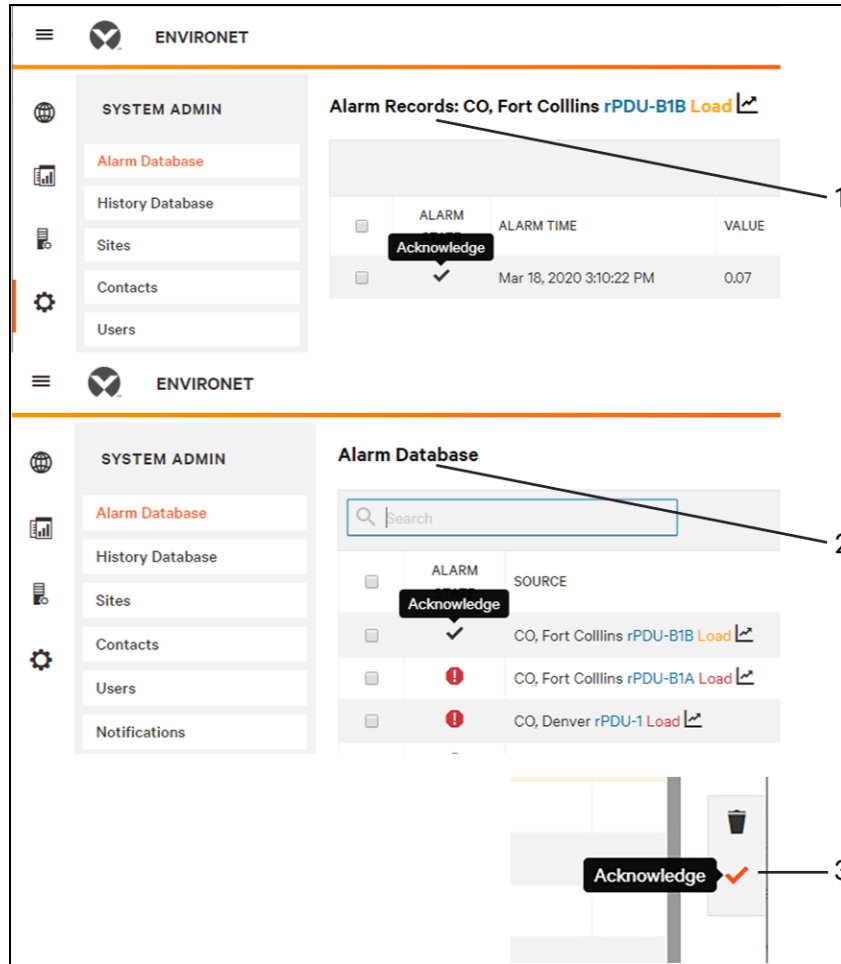 ENVIRONET
SYSTEM ADMIN
Alarm Database
History Database
Sites
Contacts
Users
Alarm Records: CO, Fort Colllins rPDU-B1B Load
1
ALARM
ALARM TIME
VALUE
Acknowledge
Mar 18, 2020 3:10:22 PM
0.07
ENVIRONET
SYSTEM ADMIN
Alarm Database
History Database
Sites
Contacts
Users
Notifications
Alarm Database
2
Search
ALARM
SOURCE
Acknowledge
CO, Fort Colllins rPDU-B1B Load
CO, Fort Colllins rPDU-B1A Load
CO, Denver rPDU-1 Load
Acknowledge
3